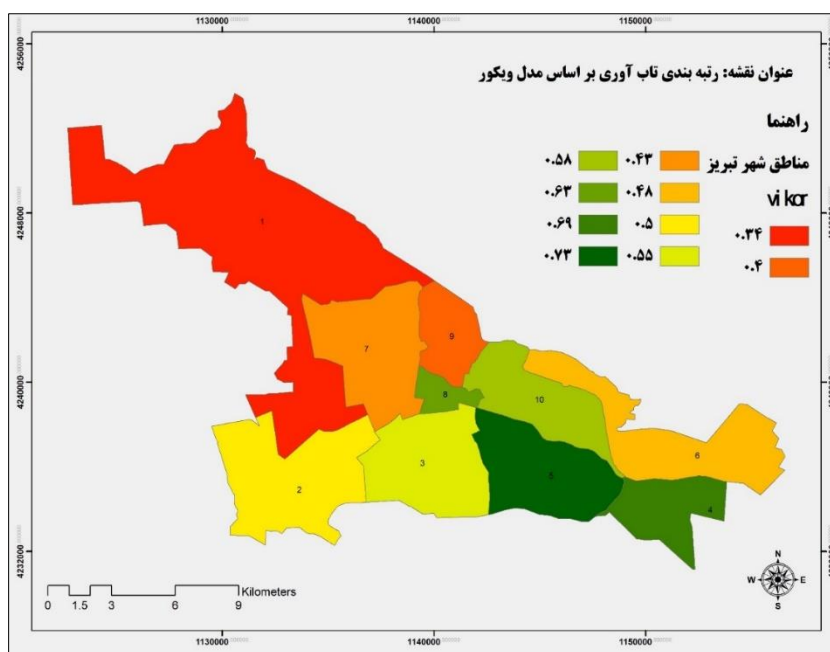 1130000 1140000 1150000
4256000
عنوان نقشه: رتبه بندی تاب آوری بر اساس مدل ویکور
راهنما
مناطق شهر تبریز
vikor
۰.۳۴
۰.۴
۰.۴۳
۰.۴۸
۰.۵
۰.۵۵
۰.۵۸
۰.۶۳
۰.۶۹
۰.۷۳
4248000
1
7
9
4240000
8
10
6
3
5
2
4
4232000
N
W E
S
Kilometers
0 1.5 3 6 9
1130000 1140000 1150000